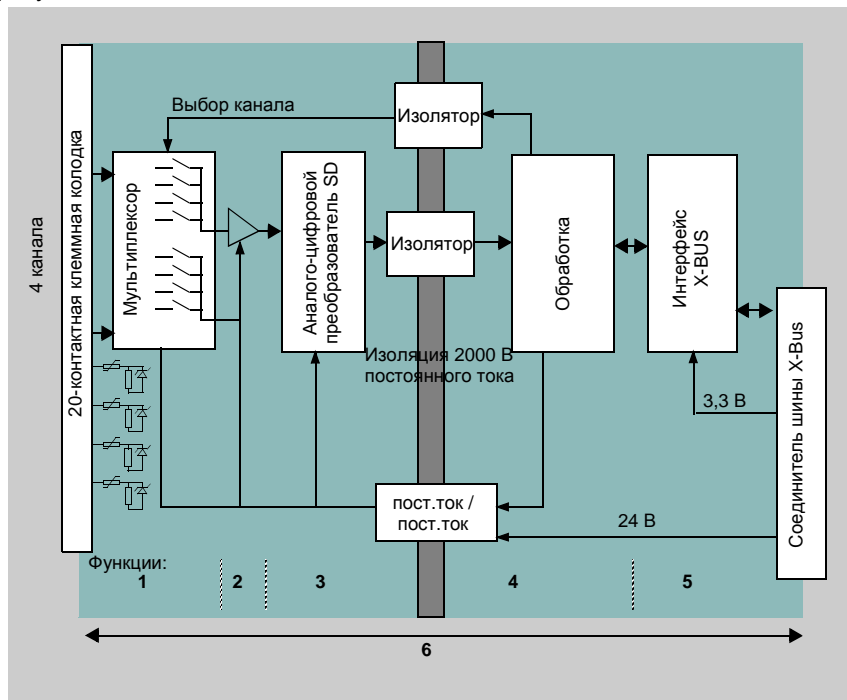 Выбор канала
Изолятор
4 канала
20-контактная клеммная колодка
Мультиплексор
Аналого-цифровой
преобразователь SD
Изолятор
Обработка
Интерфейс
X-BUS
Изоляция 2000 В
постоянного тока
Соединитель шины X-Bus
3,3 В
пост.ток /
пост.ток
24 В
Функции:
1
2
3
4
5
6